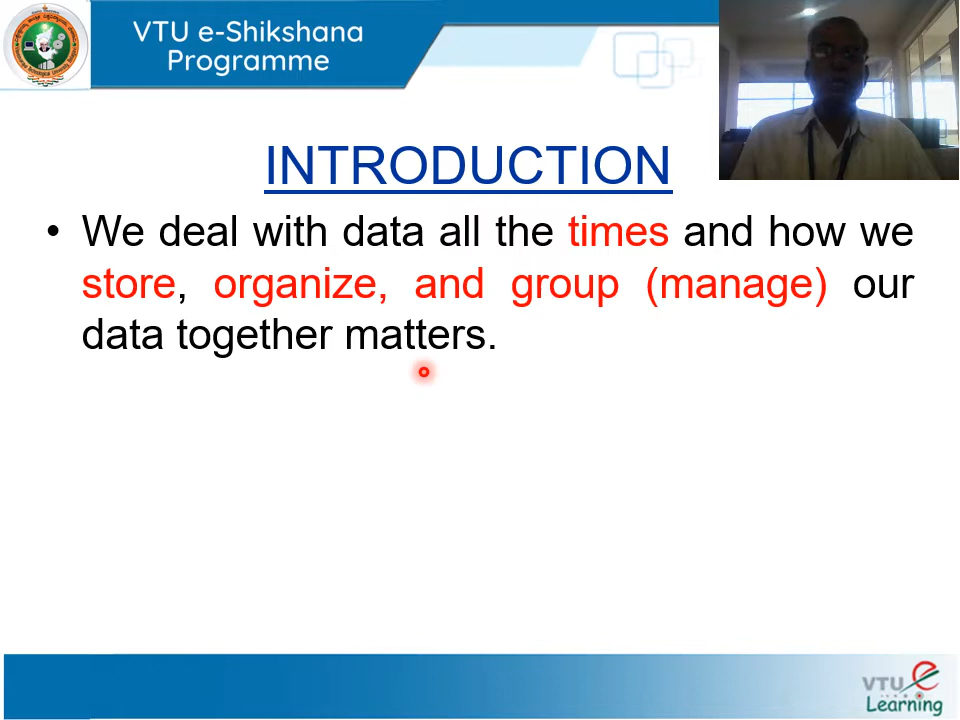 VTU e-Shikshana
Programme
INTRODUCTION
• We deal with data all the times and how we
store, organize, and group (manage) our
data together matters.
VTU e
Learning